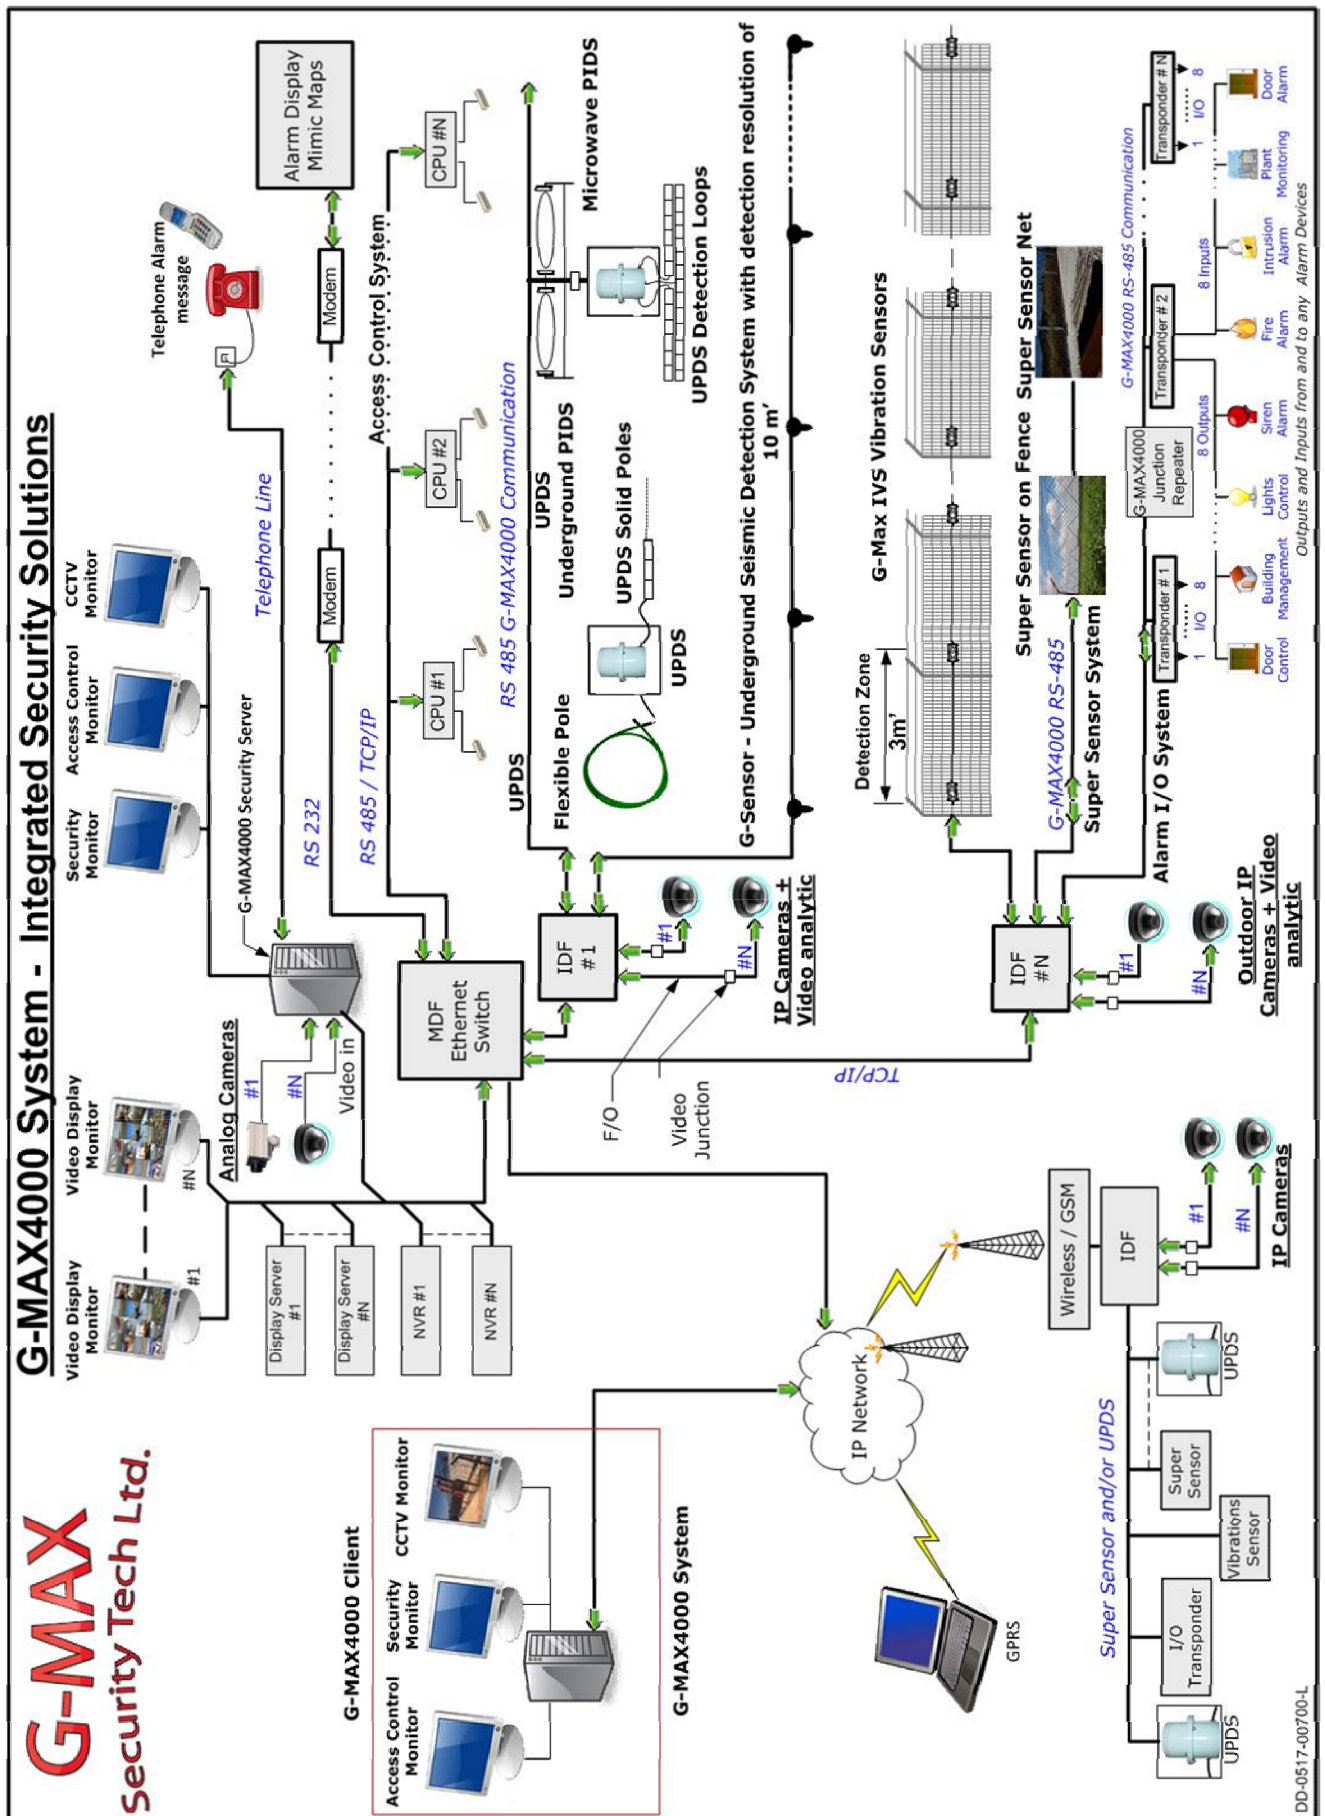 G-MAX
Security Tech Ltd.
G-MAX4000 System - Integrated Security Solutions
Video Display
Monitor
#1
Video Display
Monitor
#N
Security
Monitor
Access Control
Monitor
CCTV
Monitor
Analog Cameras
#1
#N
Video in
G-MAX4000 Security Server
Telephone Line
Telephone Alarm
message
Display Server
#1
Display Server
#N
NVR #1
NVR #N
RS 232
Modem
Modem
Alarm Display
Mimic Maps
RS 485 / TCP/IP
Access Control System
CPU #1
CPU #2
CPU #N
MDF
Ethernet
Switch
RS 485 G-MAX4000 Communication
G-MAX4000 Client
Access Control
Monitor
Security
Monitor
CCTV Monitor
G-MAX4000 System
UPDS
Flexible Pole
UPDS
Underground PIDS
UPDS Solid Poles
UPDS
Microwave PIDS
UPDS Detection Loops
IDF
#1
#1
#N
F/O
Video
Junction
IP Cameras +
Video analytic
G-Sensor - Underground Seismic Detection System with detection resolution of
10 m'
TCP/IP
IP Network
GPRS
Detection Zone
3m'
G-Max IVS Vibration Sensors
IDF
#N
#1
#N
Outdoor IP
Cameras + Video
analytic
G-MAX4000 RS-485
Super Sensor System
Super Sensor on Fence
Super Sensor Net
Wireless / GSM
IDF
#1
#N
IP Cameras
Super Sensor and/or UPDS
UPDS
I/O
Transponder
Vibrations
Sensor
Super
Sensor
UPDS
Alarm I/O System
G-MAX4000 RS-485 Communication
Transponder # 1
1
I/O
8
G-MAX4000
Junction
Repeater
Transponder # 2
8 Outputs
8 Inputs
Transponder # N
1
I/O
8
Door
Control
Building
Management
Lights
Control
Siren
Alarm
Fire
Alarm
Intrusion
Alarm
Plant
Monitoring
Door
Alarm
Outputs and Inputs from and to any Alarm Devices
DD-0517-00700-L